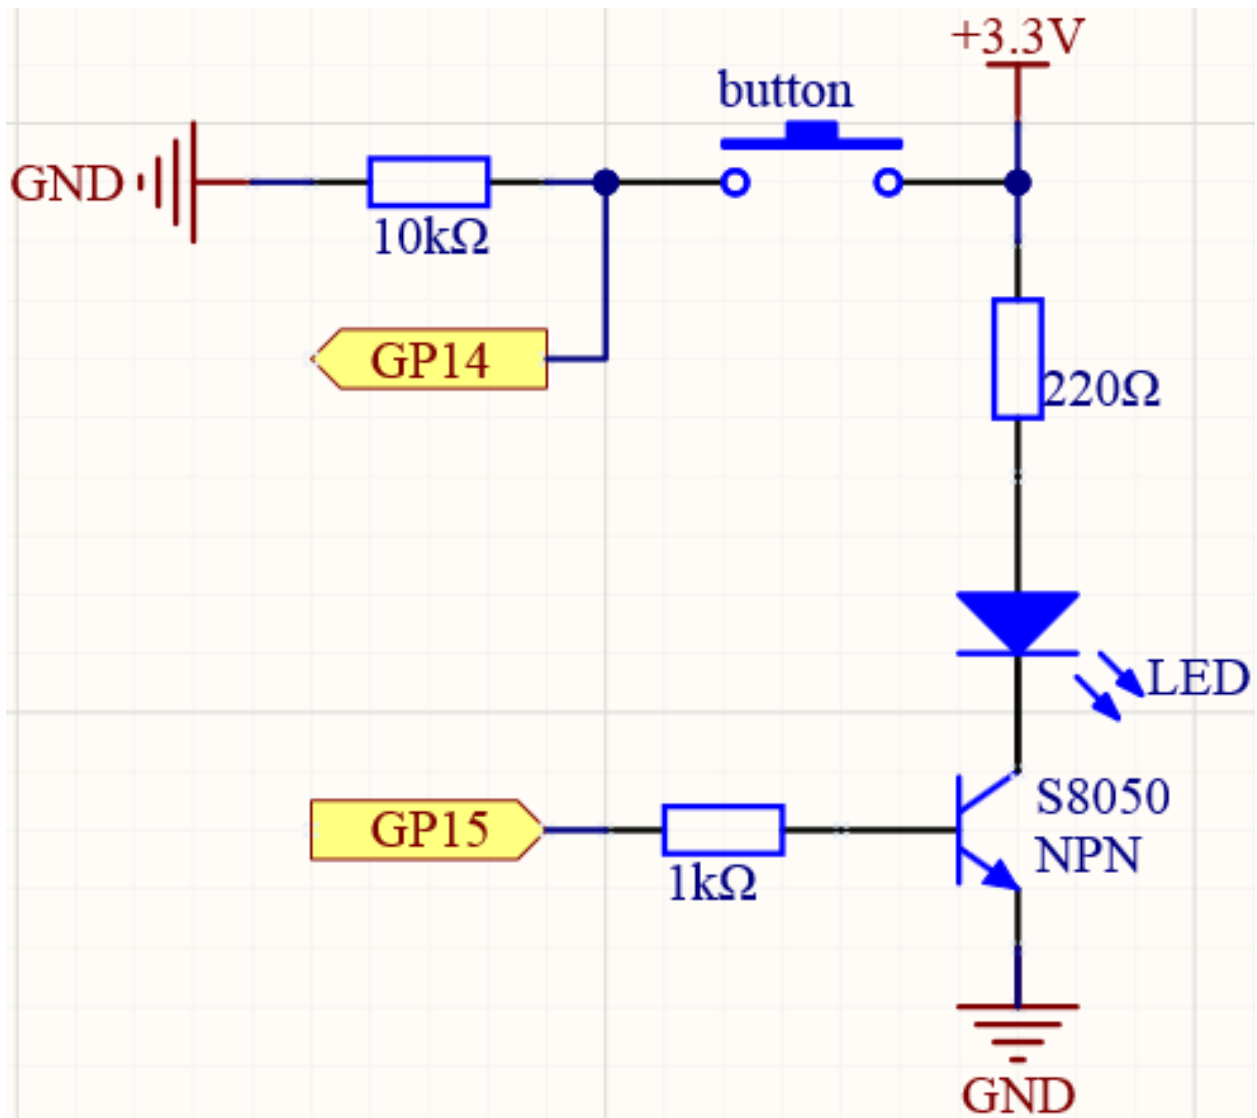 +3.3V
button
GND
10kΩ
GP14
220Ω
LED
S8050
NPN
GP15
1kΩ
GND